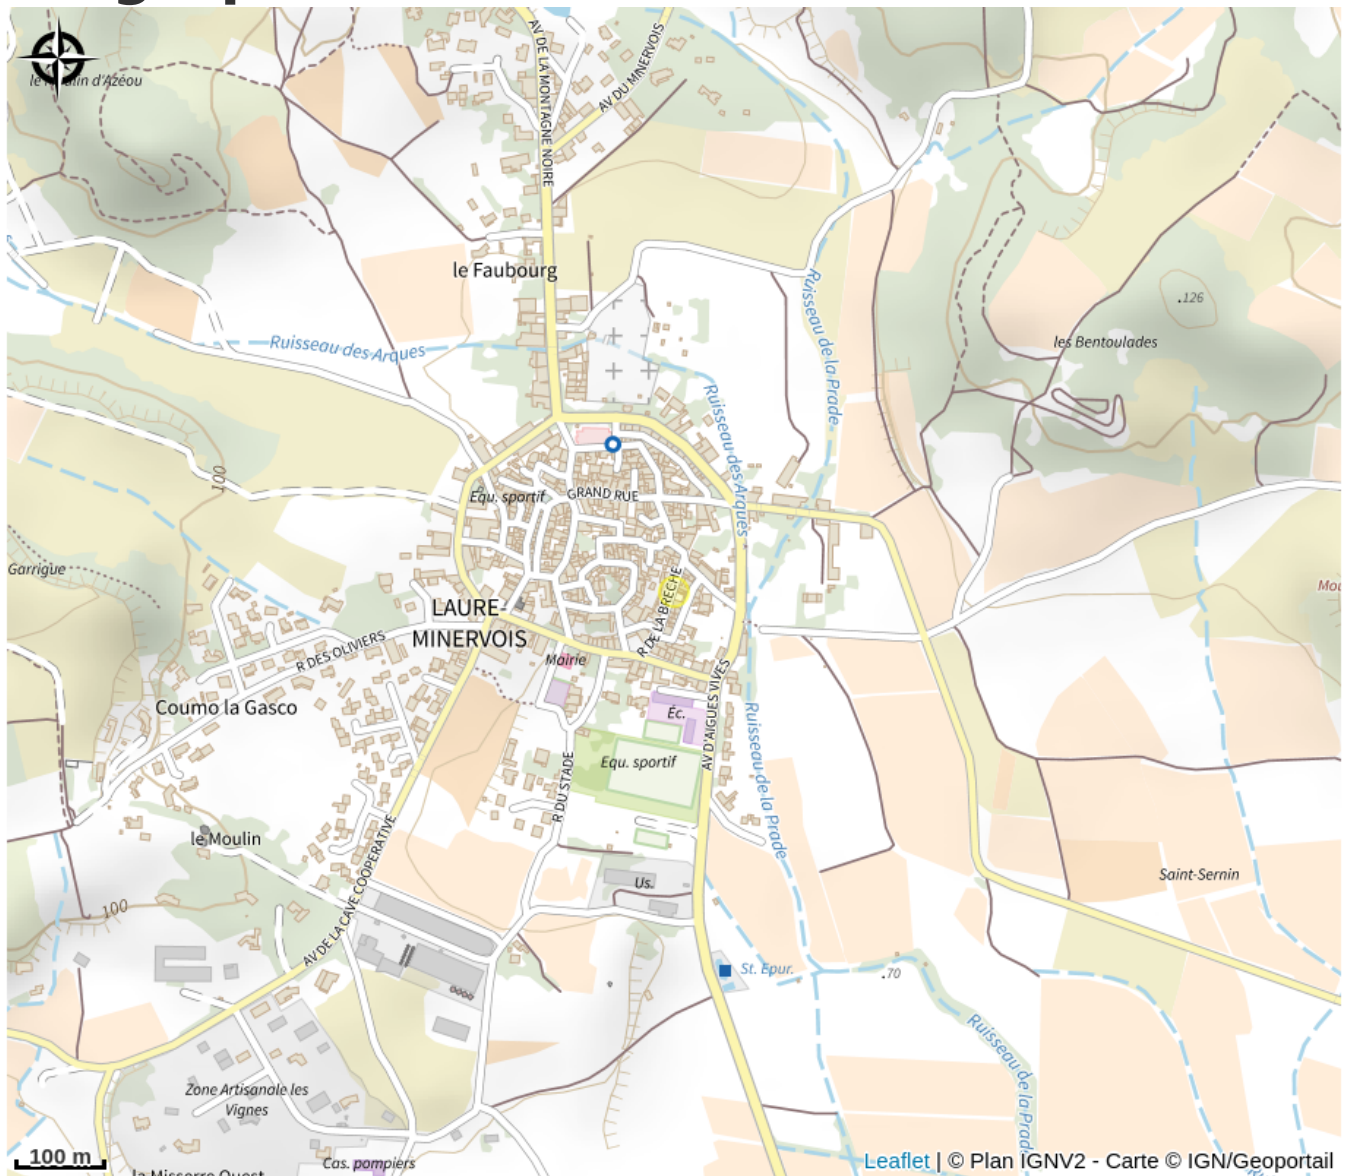 AV DE LA MONTAGNE NOIRE
AV DU MINERVOIS
le Faubourg
Ruisseau des Arques
Ruisseau de la Prade
.126
les Bentoulades
Ruisseau des Arques
100
Equ. sportif
GRAND RUE
Garrigue
R DE LA BRECHE
LAURE-
MINERVOIS
R DES OLIVIERS
Mairie
Coumo la Gasco
Éc.
AV D'AIGUES VIVES
Ruisseau de la Prade
Equ. sportif
R DU STADE
le Moulin
AV DE LA CAVE COOPERATIVE
Us.
Saint-Sernin
100
St. Epur.
.70
Ruisseau de la Prade
Zone Artisanale les
Vignes
100 m
Cas. pompiers
Leaflet | © Plan IGNV2 - Carte © IGN/Geoportail